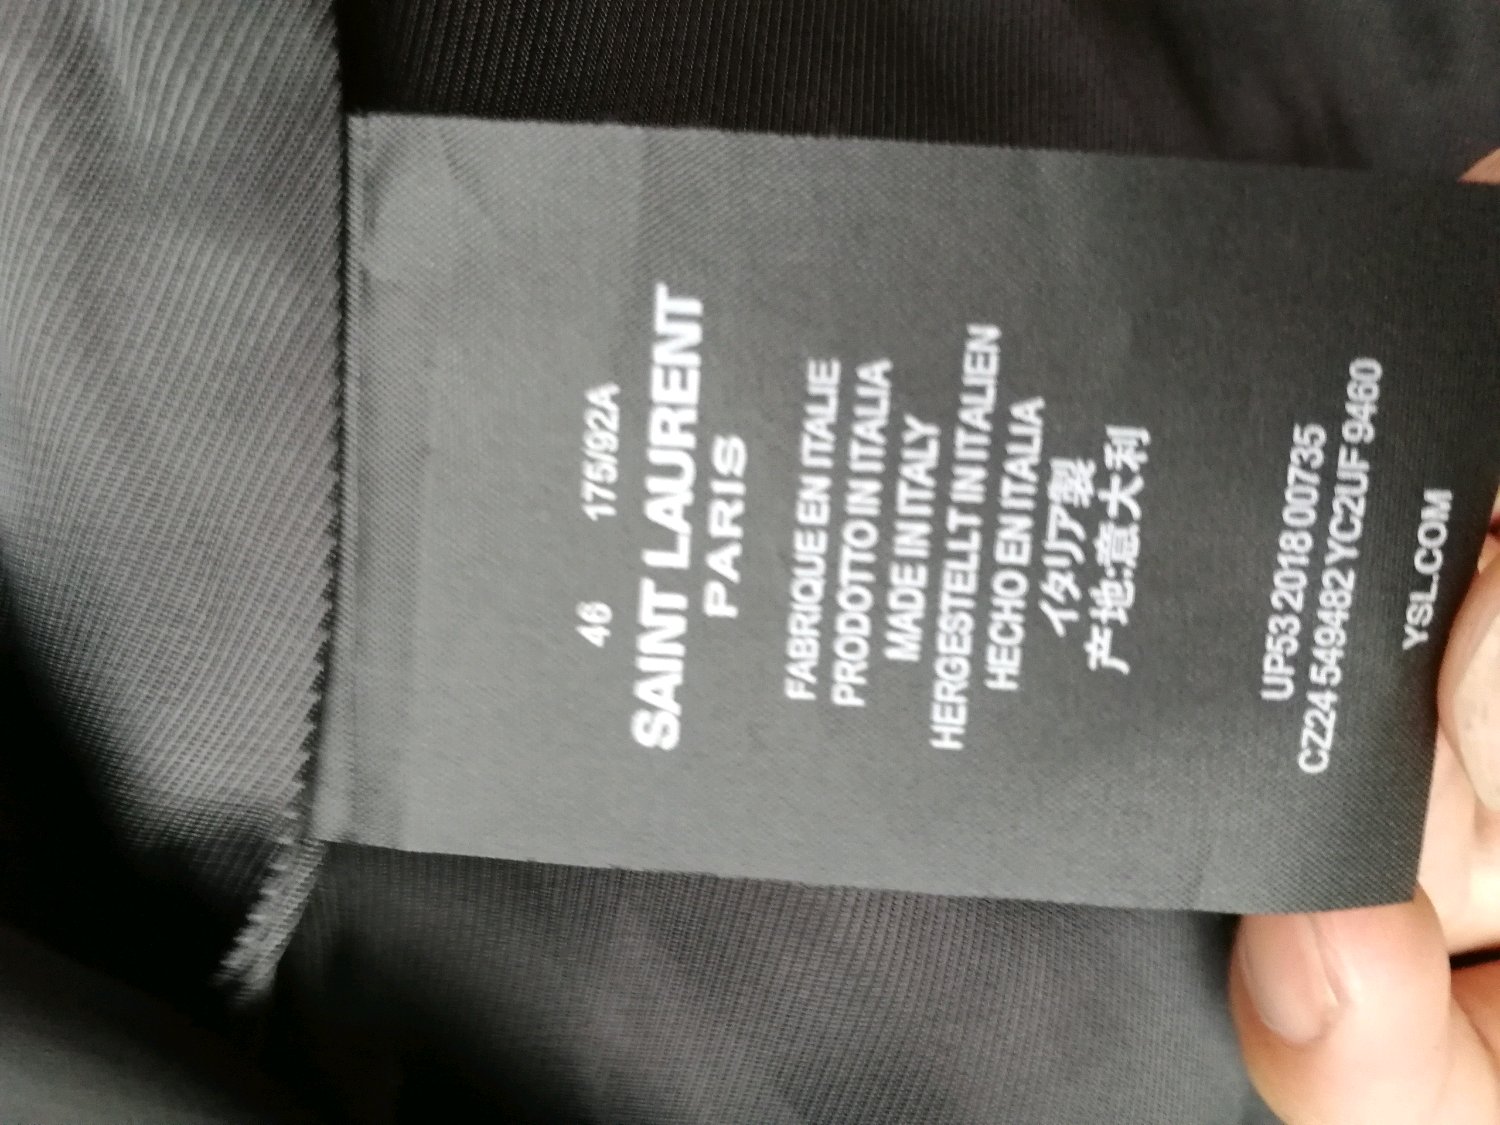 46 175/92A
SAINT LAURENT
PARIS
FABRIQUE EN ITALIE
PRODOTTO IN ITALIA
MADE IN ITALY
HERGESTELLT IN ITALIEN
HECHO EN ITALIA
イタリア製
产地:意大利
UP53 2018 00735
CZ24 549482 YC2UF 9460
YSL.COM